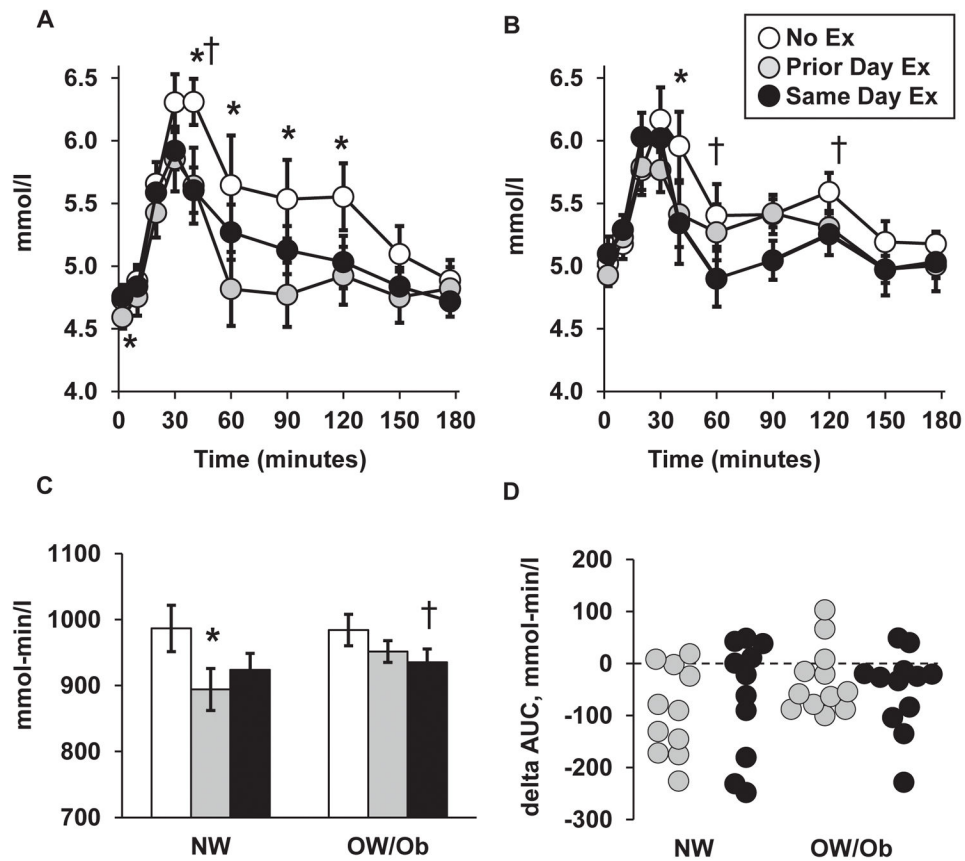 A
B
No Ex
Prior Day Ex
Same Day Ex
*†
6.5
6.0
5.5
5.0
4.5
4.0
mmol/l
* * *
*
0 30 60 90 120 150 180
Time (minutes)
6.5
6.0
5.5
5.0
4.5
4.0
mmol/l
*
† †
0 30 60 90 120 150 180
Time (minutes)
C
1100
1000
900
800
700
mmol-min/l
* †
NW OW/Ob
D
200
100
0
-100
-200
-300
delta AUC, mmol-min/l
NW OW/Ob